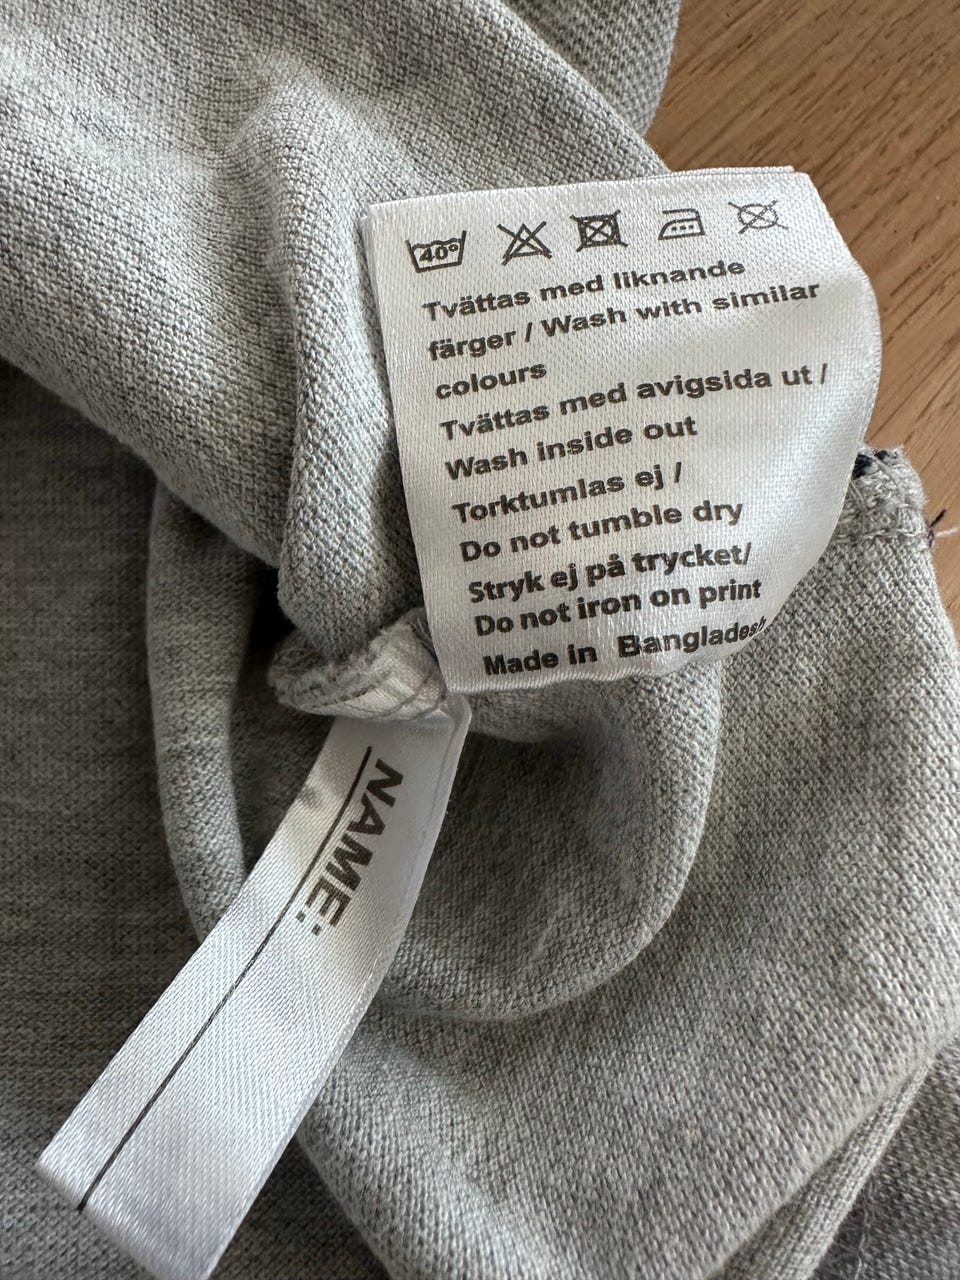 40°
Tvättas med liknande
färger / Wash with similar
colours
Tvättas med avigsida ut /
Wash inside out
Torktumlas ej /
Do not tumble dry
Stryk ej på trycket/
Do not iron on print
Made in Bangladesh
NAME: